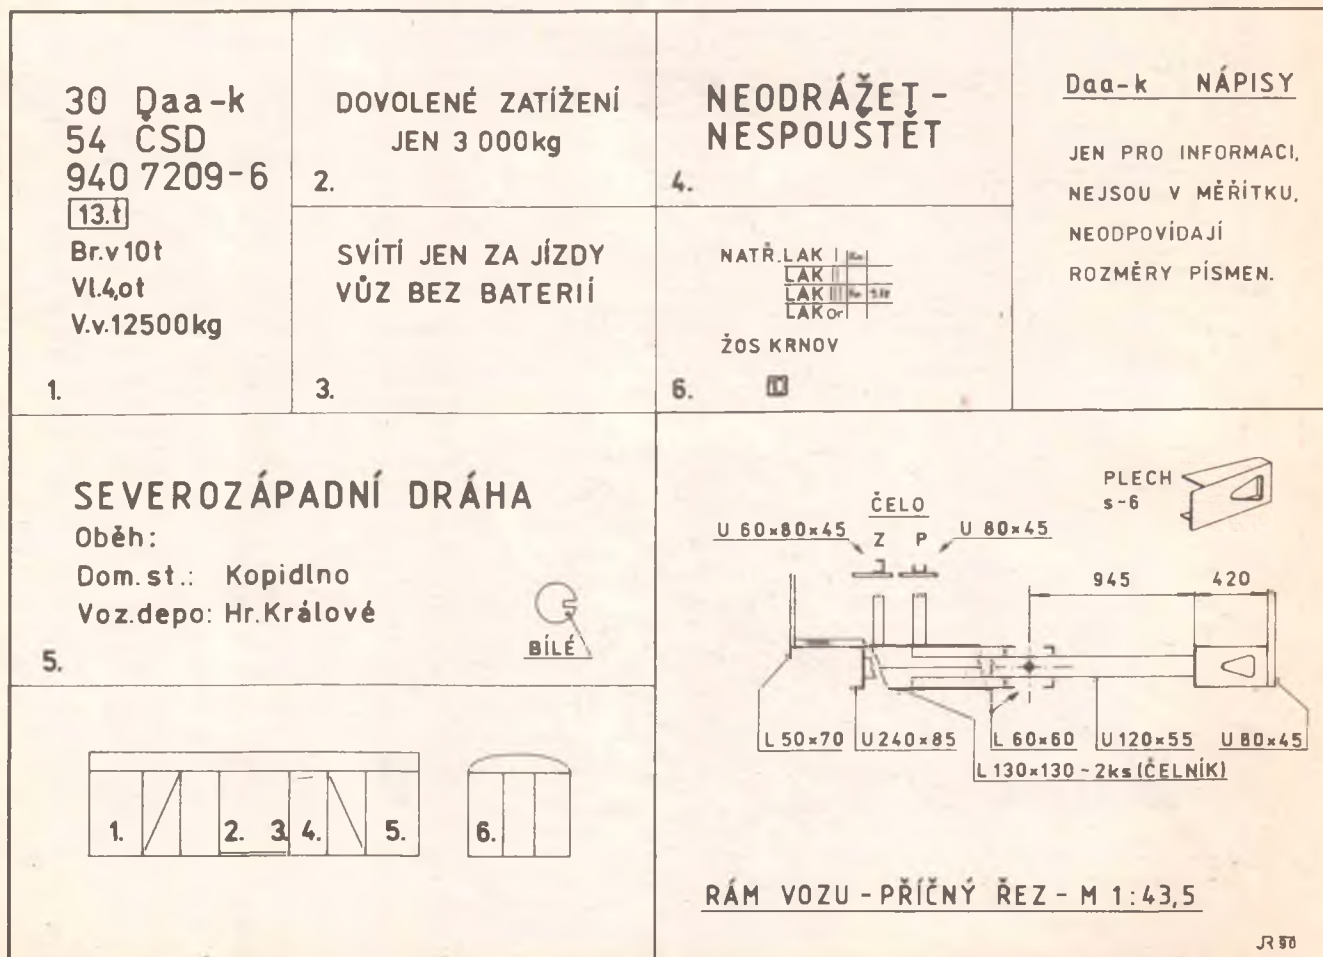 30 Daa-k
54 ČSD
940 7209-6
13.t
Br.v 10t
Vl.4,0t
V.v.12500kg
1.
DOVOLENÉ ZATÍŽENÍ
JEN 3 000kg
2.
SVÍTÍ JEN ZA JÍZDY
VŮZ BEZ BATERIÍ
3.
NEODRÁŽET-
NESPOUŠTĚT
4.
NATŘ.LAK I
LAK II
LAK III
LAK or
ŽOS KRNOV
6.
Daa-k NÁPISY
JEN PRO INFORMACI,
NEJSOU V MĚŘÍTKU,
NEODPOVÍDAJÍ
ROZMĚRY PÍSMEN.
SEVEROZÁPADNÍ DRÁHA
Oběh:
Dom.st.: Kopidlno
Voz.depo: Hr.Králové
BÍLÉ
5.
1. 2. 3. 4. 5. 6.
PLECH
s-6
ČELO
U 60×80×45 Z P U 80×45
945 420
L 50×70 U 240×85 L 60×60 U 120×55 U 80×45
L 130×130 - 2ks (ČELNÍK)
RÁM VOZU - PŘÍČNÝ ŘEZ - M 1:43,5
JR 90